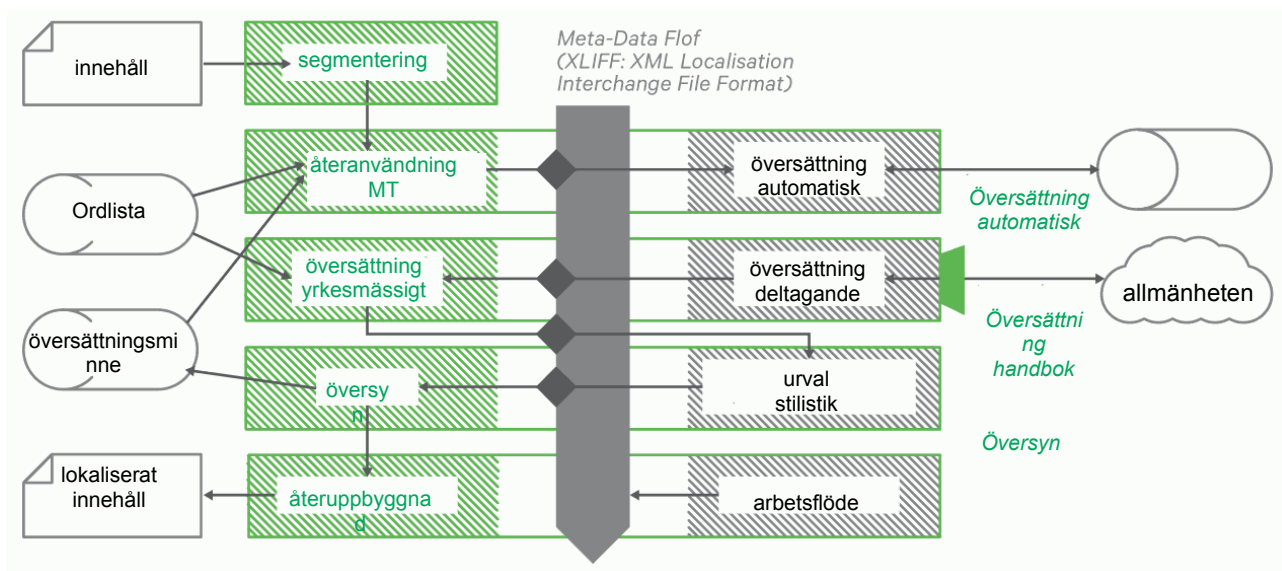 innehåll
segmentering
Meta-Data Flof
(XLIFF: XML Localisation
Interchange File Format)
återanvändning
MT
översättning
automatisk
Översättning
automatisk
Ordlista
översättning
yrkesmässigt
översättning
deltagande
allmänheten
Översättni
ng
handbok
översättningsmi
nne
översy
n
urval
stilistik
Översyn
lokaliserat
innehåll
återuppbyggna
d
arbetsflöde